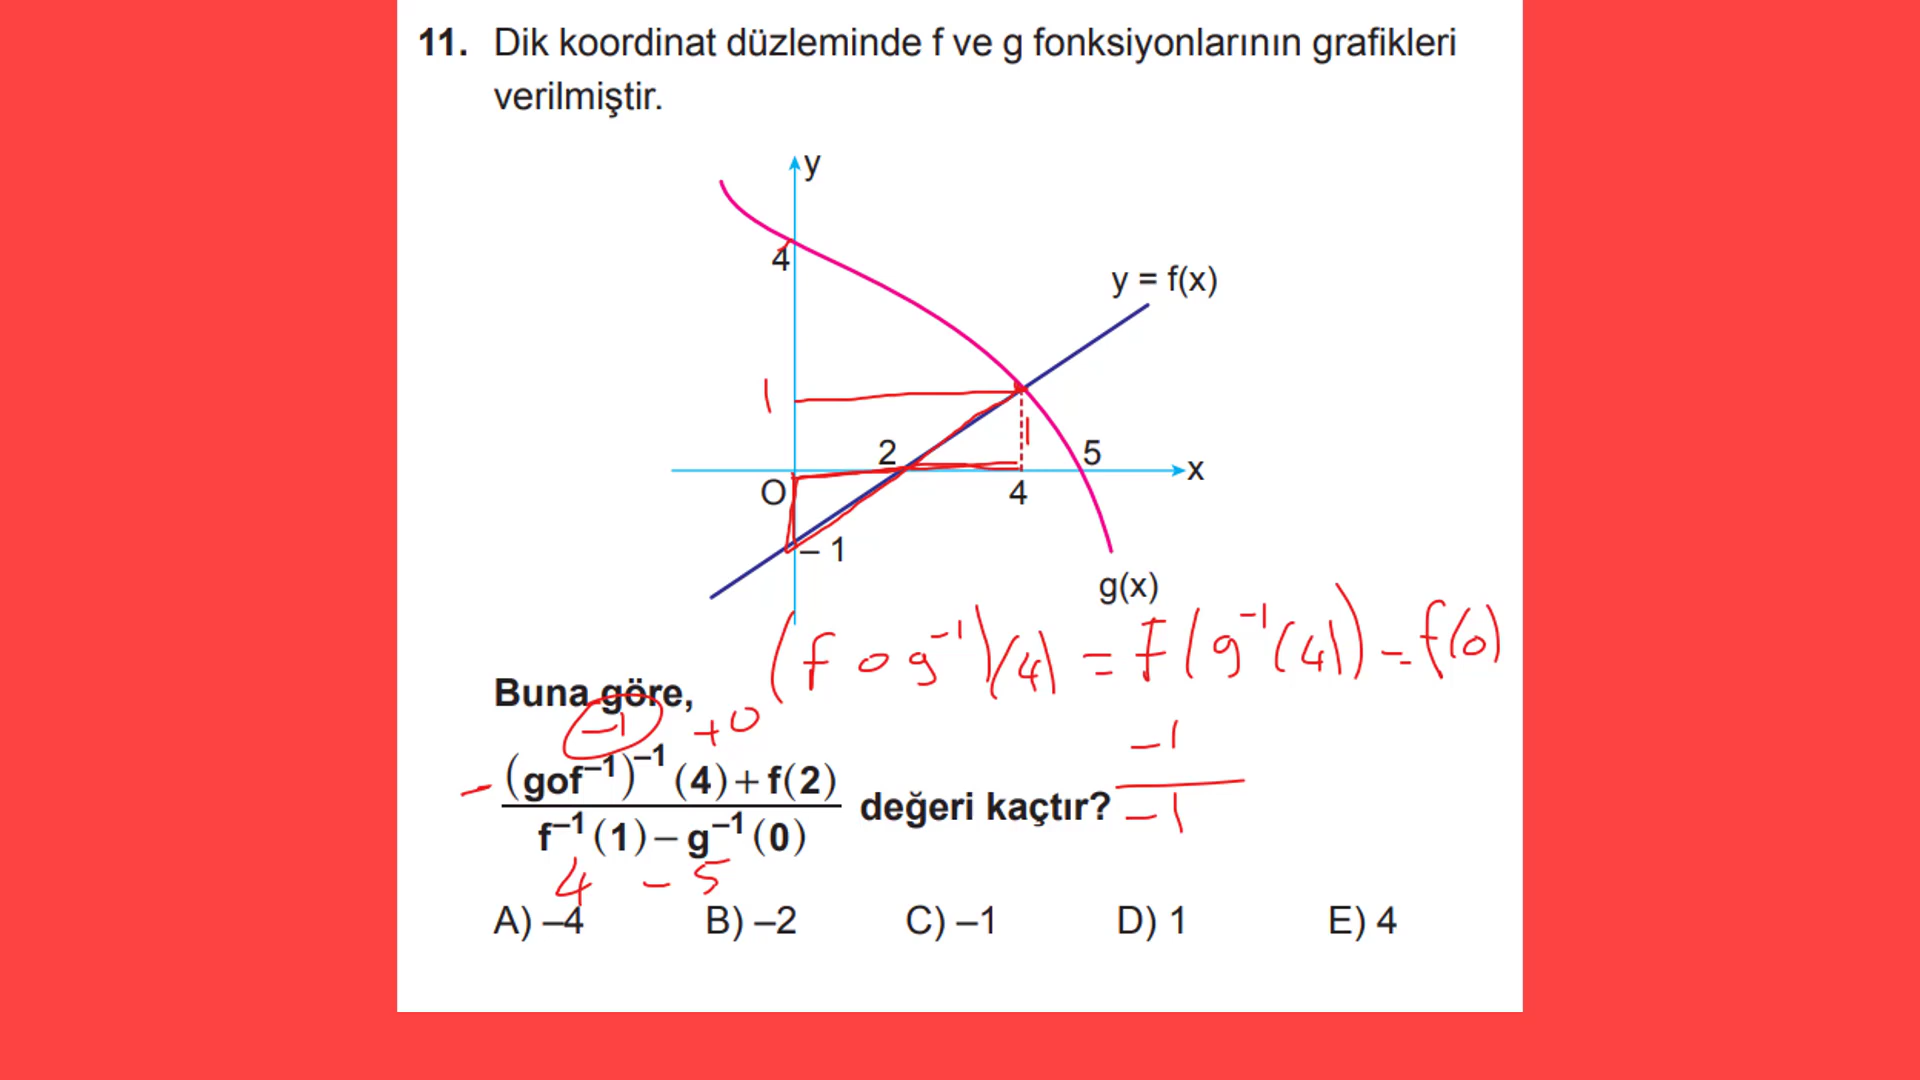 11. Dik koordinat düzleminde f ve g fonksiyonlarının grafikleri
verilmiştir.
y
4
y = f(x)
1
1
2
5
x
O
4
– 1
g(x)
(f o g⁻¹)(4) = f(g⁻¹(4)) = f(0)
Buna göre,
–1 +0
–1
– (gof⁻¹)⁻¹(4)+f(2)
f⁻¹(1)–g⁻¹(0)
değeri kaçtır?
–1
4 – 5
A) –4 B) –2 C) –1 D) 1 E) 4